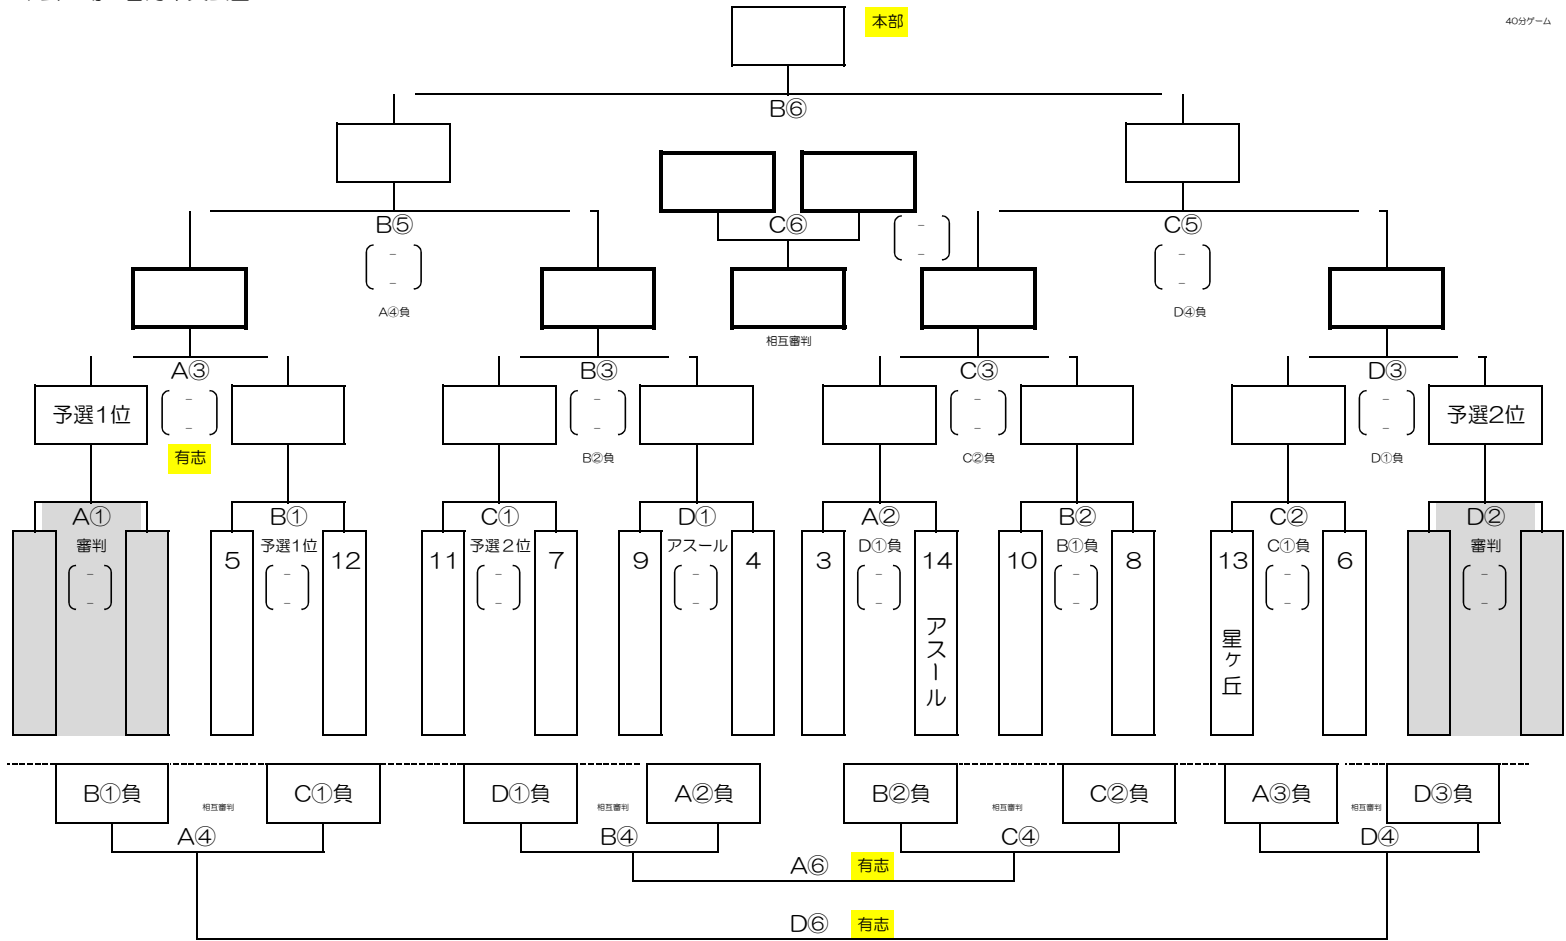 本部
40分ゲーム
B⑥
B⑤
C⑥
C⑤
A④負
D④負
相互審判
A③
B③
C③
D③
予選1位
予選2位
有志
B②負
C②負
D①負
A①
B①
C①
D①
A②
B②
C②
D②
審判
予選1位
予選2位
アスール
D①負
B①負
C①負
審判
5
12
11
7
9
4
3
14
10
8
13
6
アスール
星ヶ丘
B①負
相互審判
C①負
D①負
相互審判
A②負
B②負
相互審判
C②負
A③負
相互審判
D③負
A④
B④
C④
D④
A⑥
有志
D⑥
有志